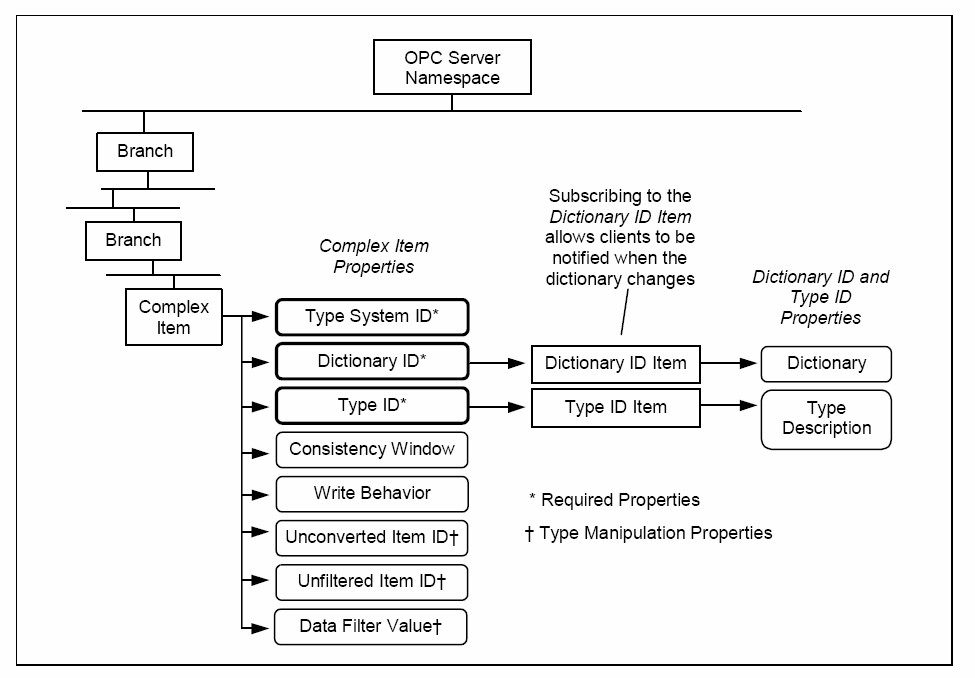 OPC Server
Namespace
Branch
Branch
Complex
Item
Complex Item
Properties
Subscribing to the
Dictionary ID Item
allows clients to be
notified when the
dictionary changes
Dictionary ID and
Type ID
Properties
Type System ID*
Dictionary ID*
Dictionary ID Item
Dictionary
Type ID*
Type ID Item
Type
Description
Consistency Window
Write Behavior
Unconverted Item ID†
Unfiltered Item ID†
Data Filter Value†
* Required Properties
† Type Manipulation Properties